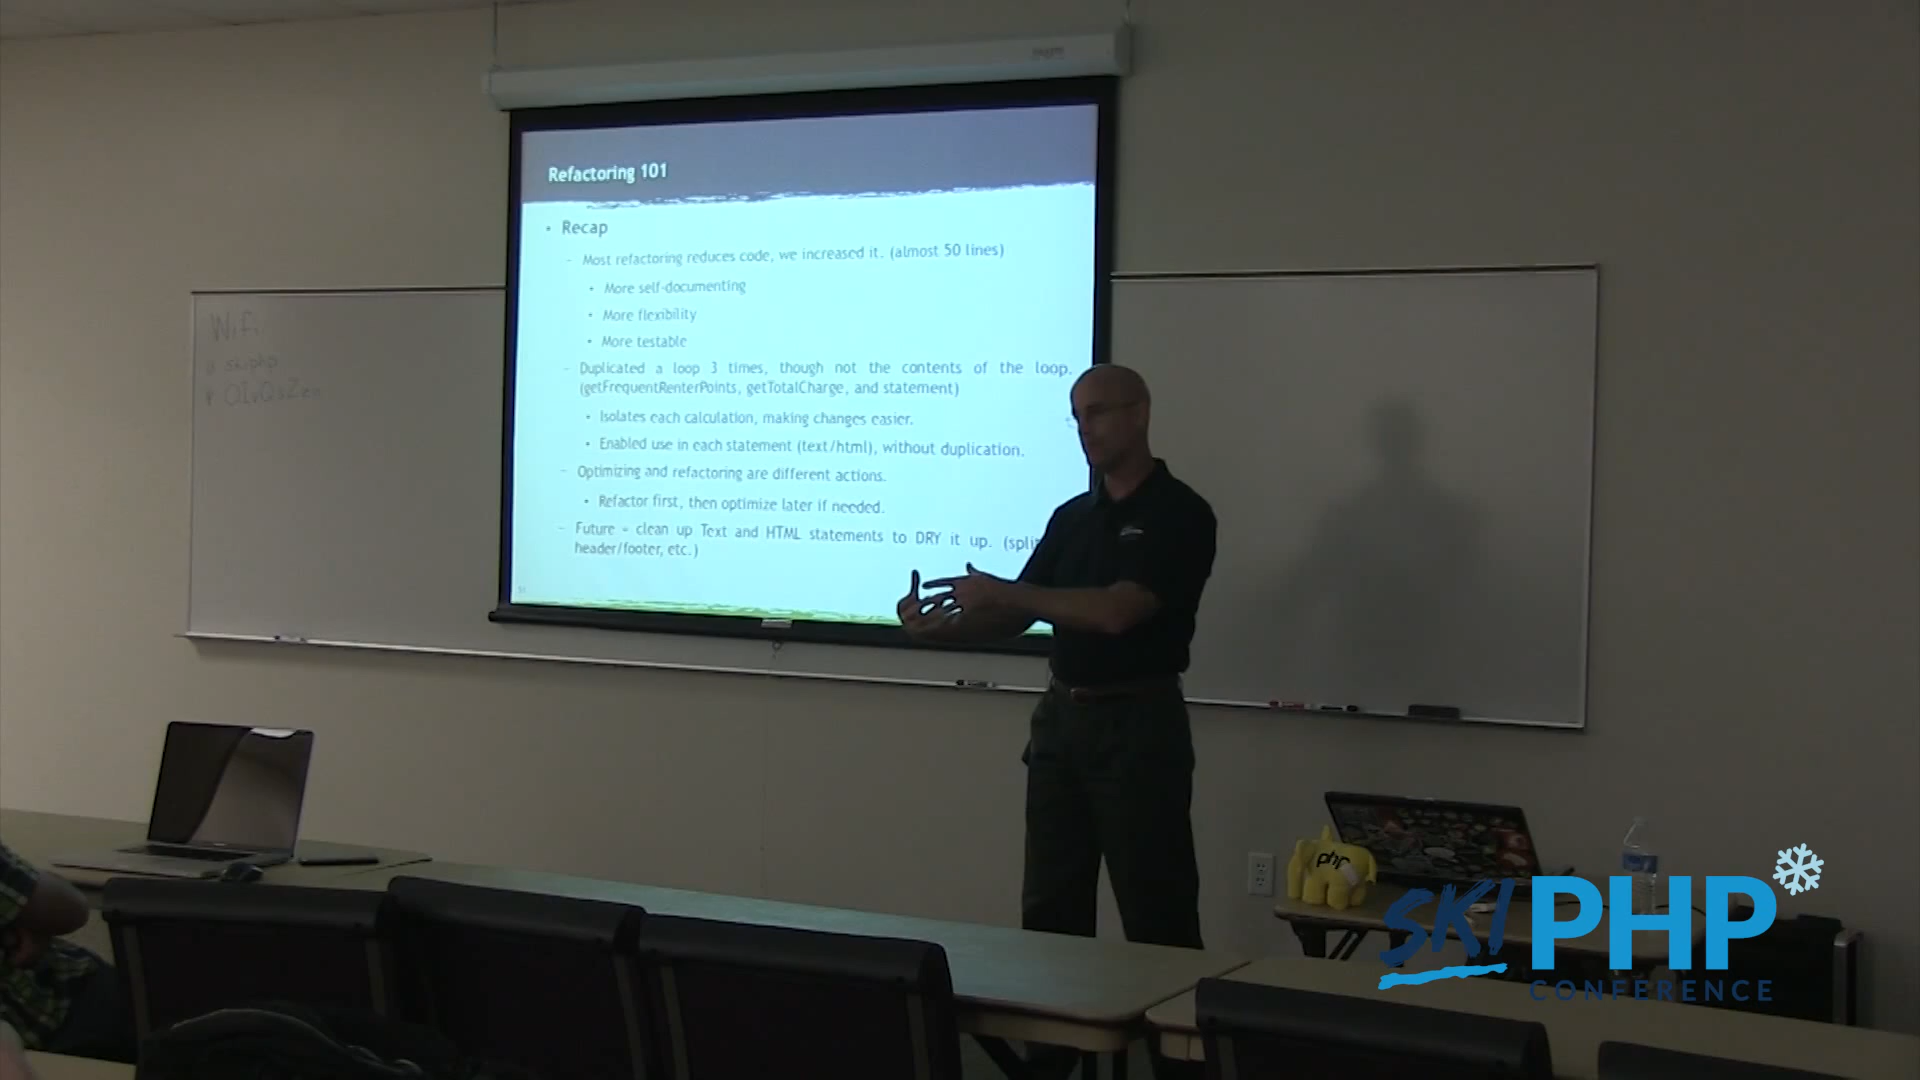 Refactoring 101
• Recap
– Most refactoring reduces code, we increased it. (almost 50 lines)
• More self-documenting
• More flexibility
• More testable
– Duplicated a loop 3 times, though not the contents of the loop.
(getFrequentRenterPoints, getTotalCharge, and statement)
• Isolates each calculation, making changes easier.
• Enabled use in each statement (text/html), without duplication.
– Optimizing and refactoring are different actions.
• Refactor first, then optimize later if needed.
– Future - clean up Text and HTML statements to DRY it up. (split
header/footer, etc.)
Wifi
skiphp
php
SKI PHP
CONFERENCE